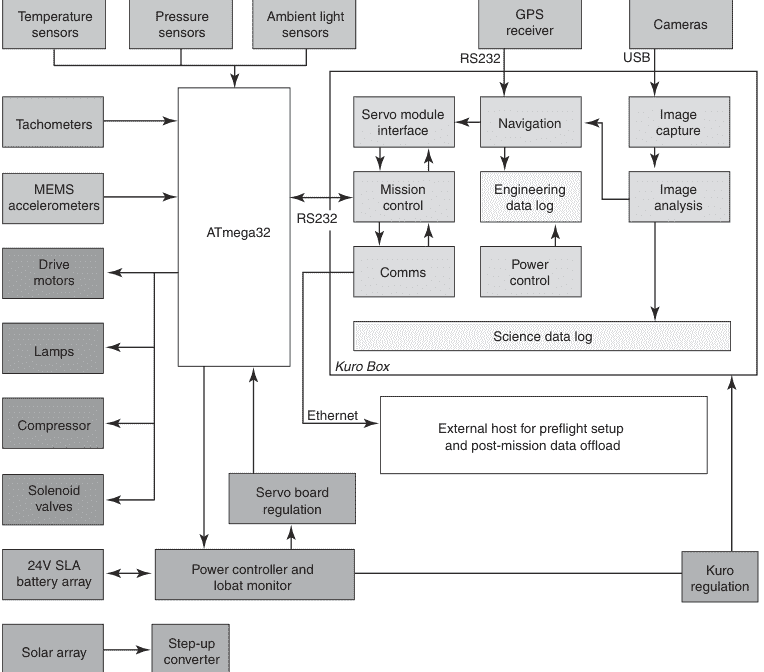 Temperature
sensors
Pressure
sensors
Ambient light
sensors
GPS
receiver
Cameras
RS232
USB
Tachometers
Servo module
interface
Navigation
Image
capture
MEMS
accelerometers
ATmega32
RS232
Mission
control
Engineering
data log
Image
analysis
Drive
motors
Comms
Power
control
Lamps
Science data log
Kuro Box
Compressor
Ethernet
External host for preflight setup
and post-mission data offload
Solenoid
valves
Servo board
regulation
24V SLA
battery array
Power controller and
lobat monitor
Kuro
regulation
Solar array
Step-up
converter